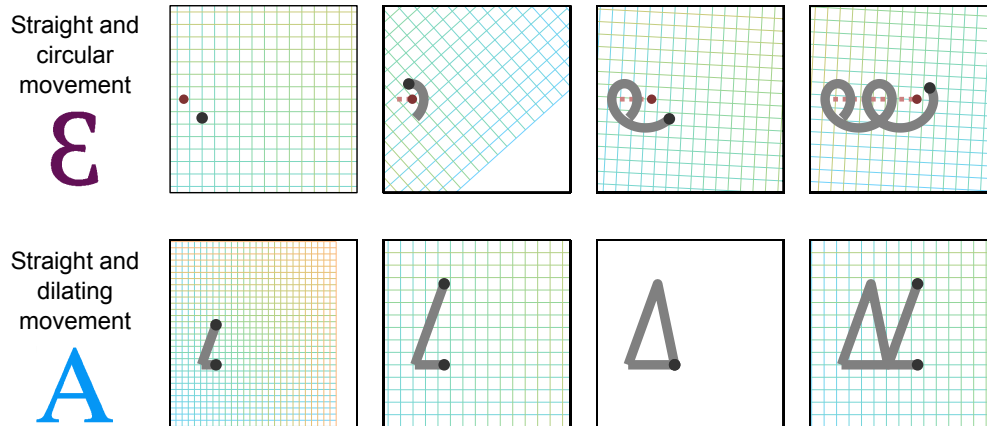 Straight and
circular
movement
Ɛ
Straight and
dilating
movement
A